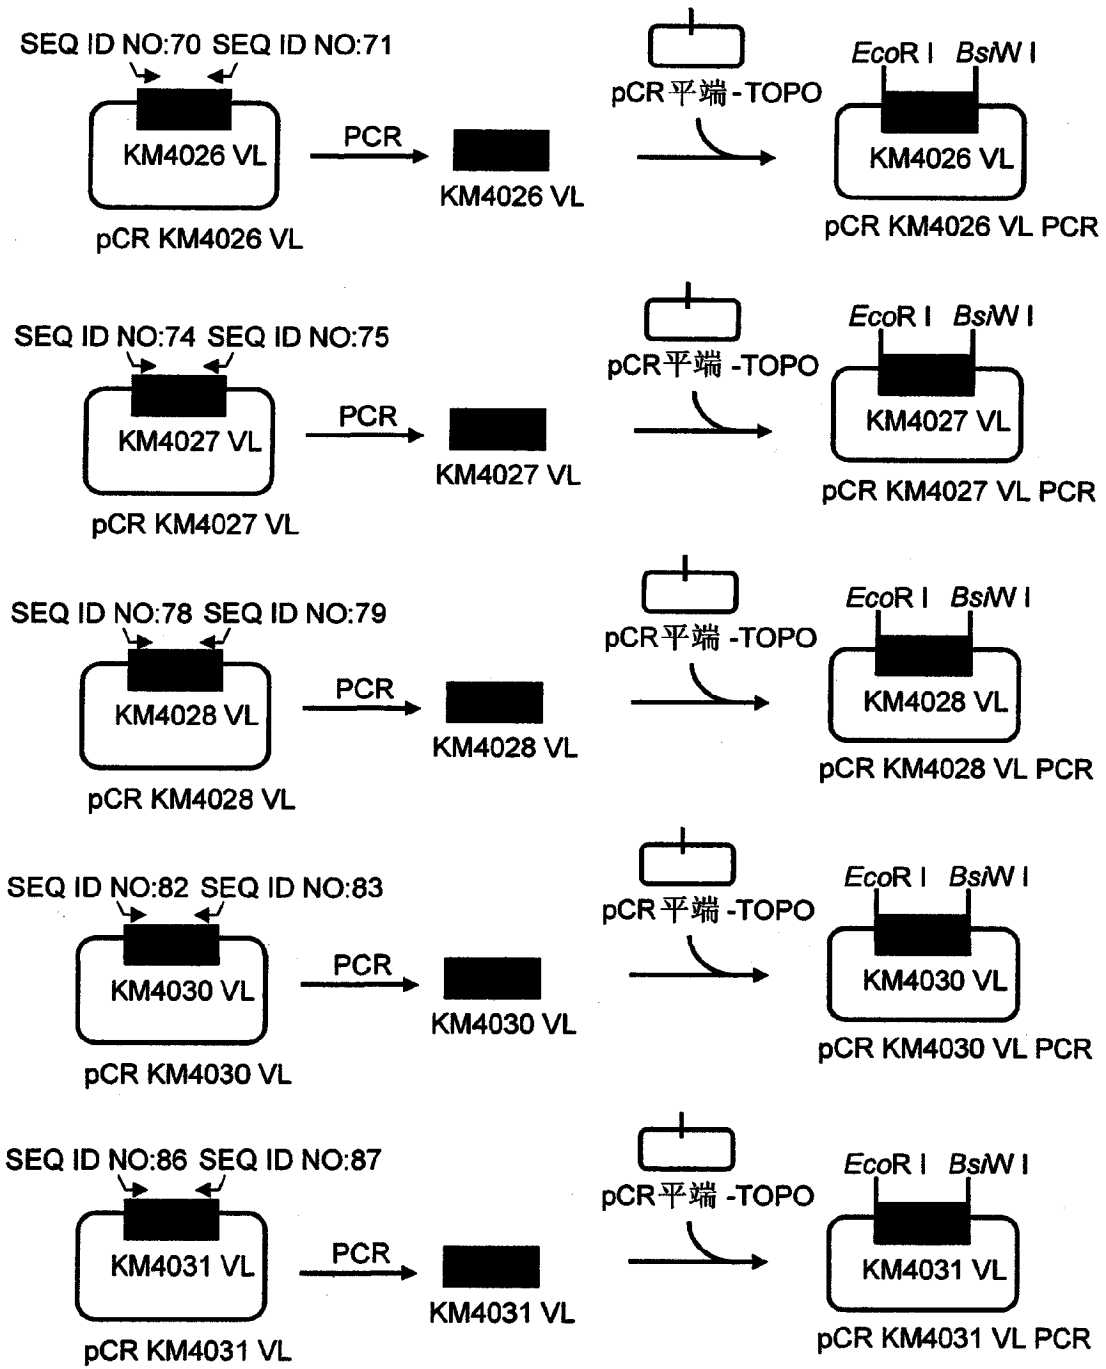 SEQ ID NO:70 SEQ ID NO:71
KM4026 VL
pCR KM4026 VL
PCR
KM4026 VL
pCR平端-TOPO
EcoR I BsiW I
KM4026 VL
pCR KM4026 VL PCR
SEQ ID NO:74 SEQ ID NO:75
KM4027 VL
pCR KM4027 VL
PCR
KM4027 VL
pCR平端-TOPO
EcoR I BsiW I
KM4027 VL
pCR KM4027 VL PCR
SEQ ID NO:78 SEQ ID NO:79
KM4028 VL
pCR KM4028 VL
PCR
KM4028 VL
pCR平端-TOPO
EcoR I BsiW I
KM4028 VL
pCR KM4028 VL PCR
SEQ ID NO:82 SEQ ID NO:83
KM4030 VL
pCR KM4030 VL
PCR
KM4030 VL
pCR平端-TOPO
EcoR I BsiW I
KM4030 VL
pCR KM4030 VL PCR
SEQ ID NO:86 SEQ ID NO:87
KM4031 VL
pCR KM4031 VL
PCR
KM4031 VL
pCR平端-TOPO
EcoR I BsiW I
KM4031 VL
pCR KM4031 VL PCR